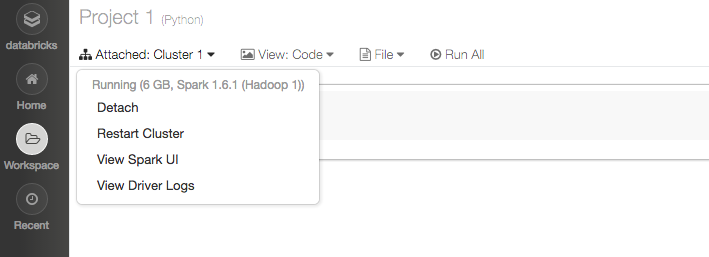 databricks
Home
Workspace
Recent
Project 1 (Python)
Attached: Cluster 1 View: Code File Run All
Running (6 GB, Spark 1.6.1 (Hadoop 1))
Detach
Restart Cluster
View Spark UI
View Driver Logs